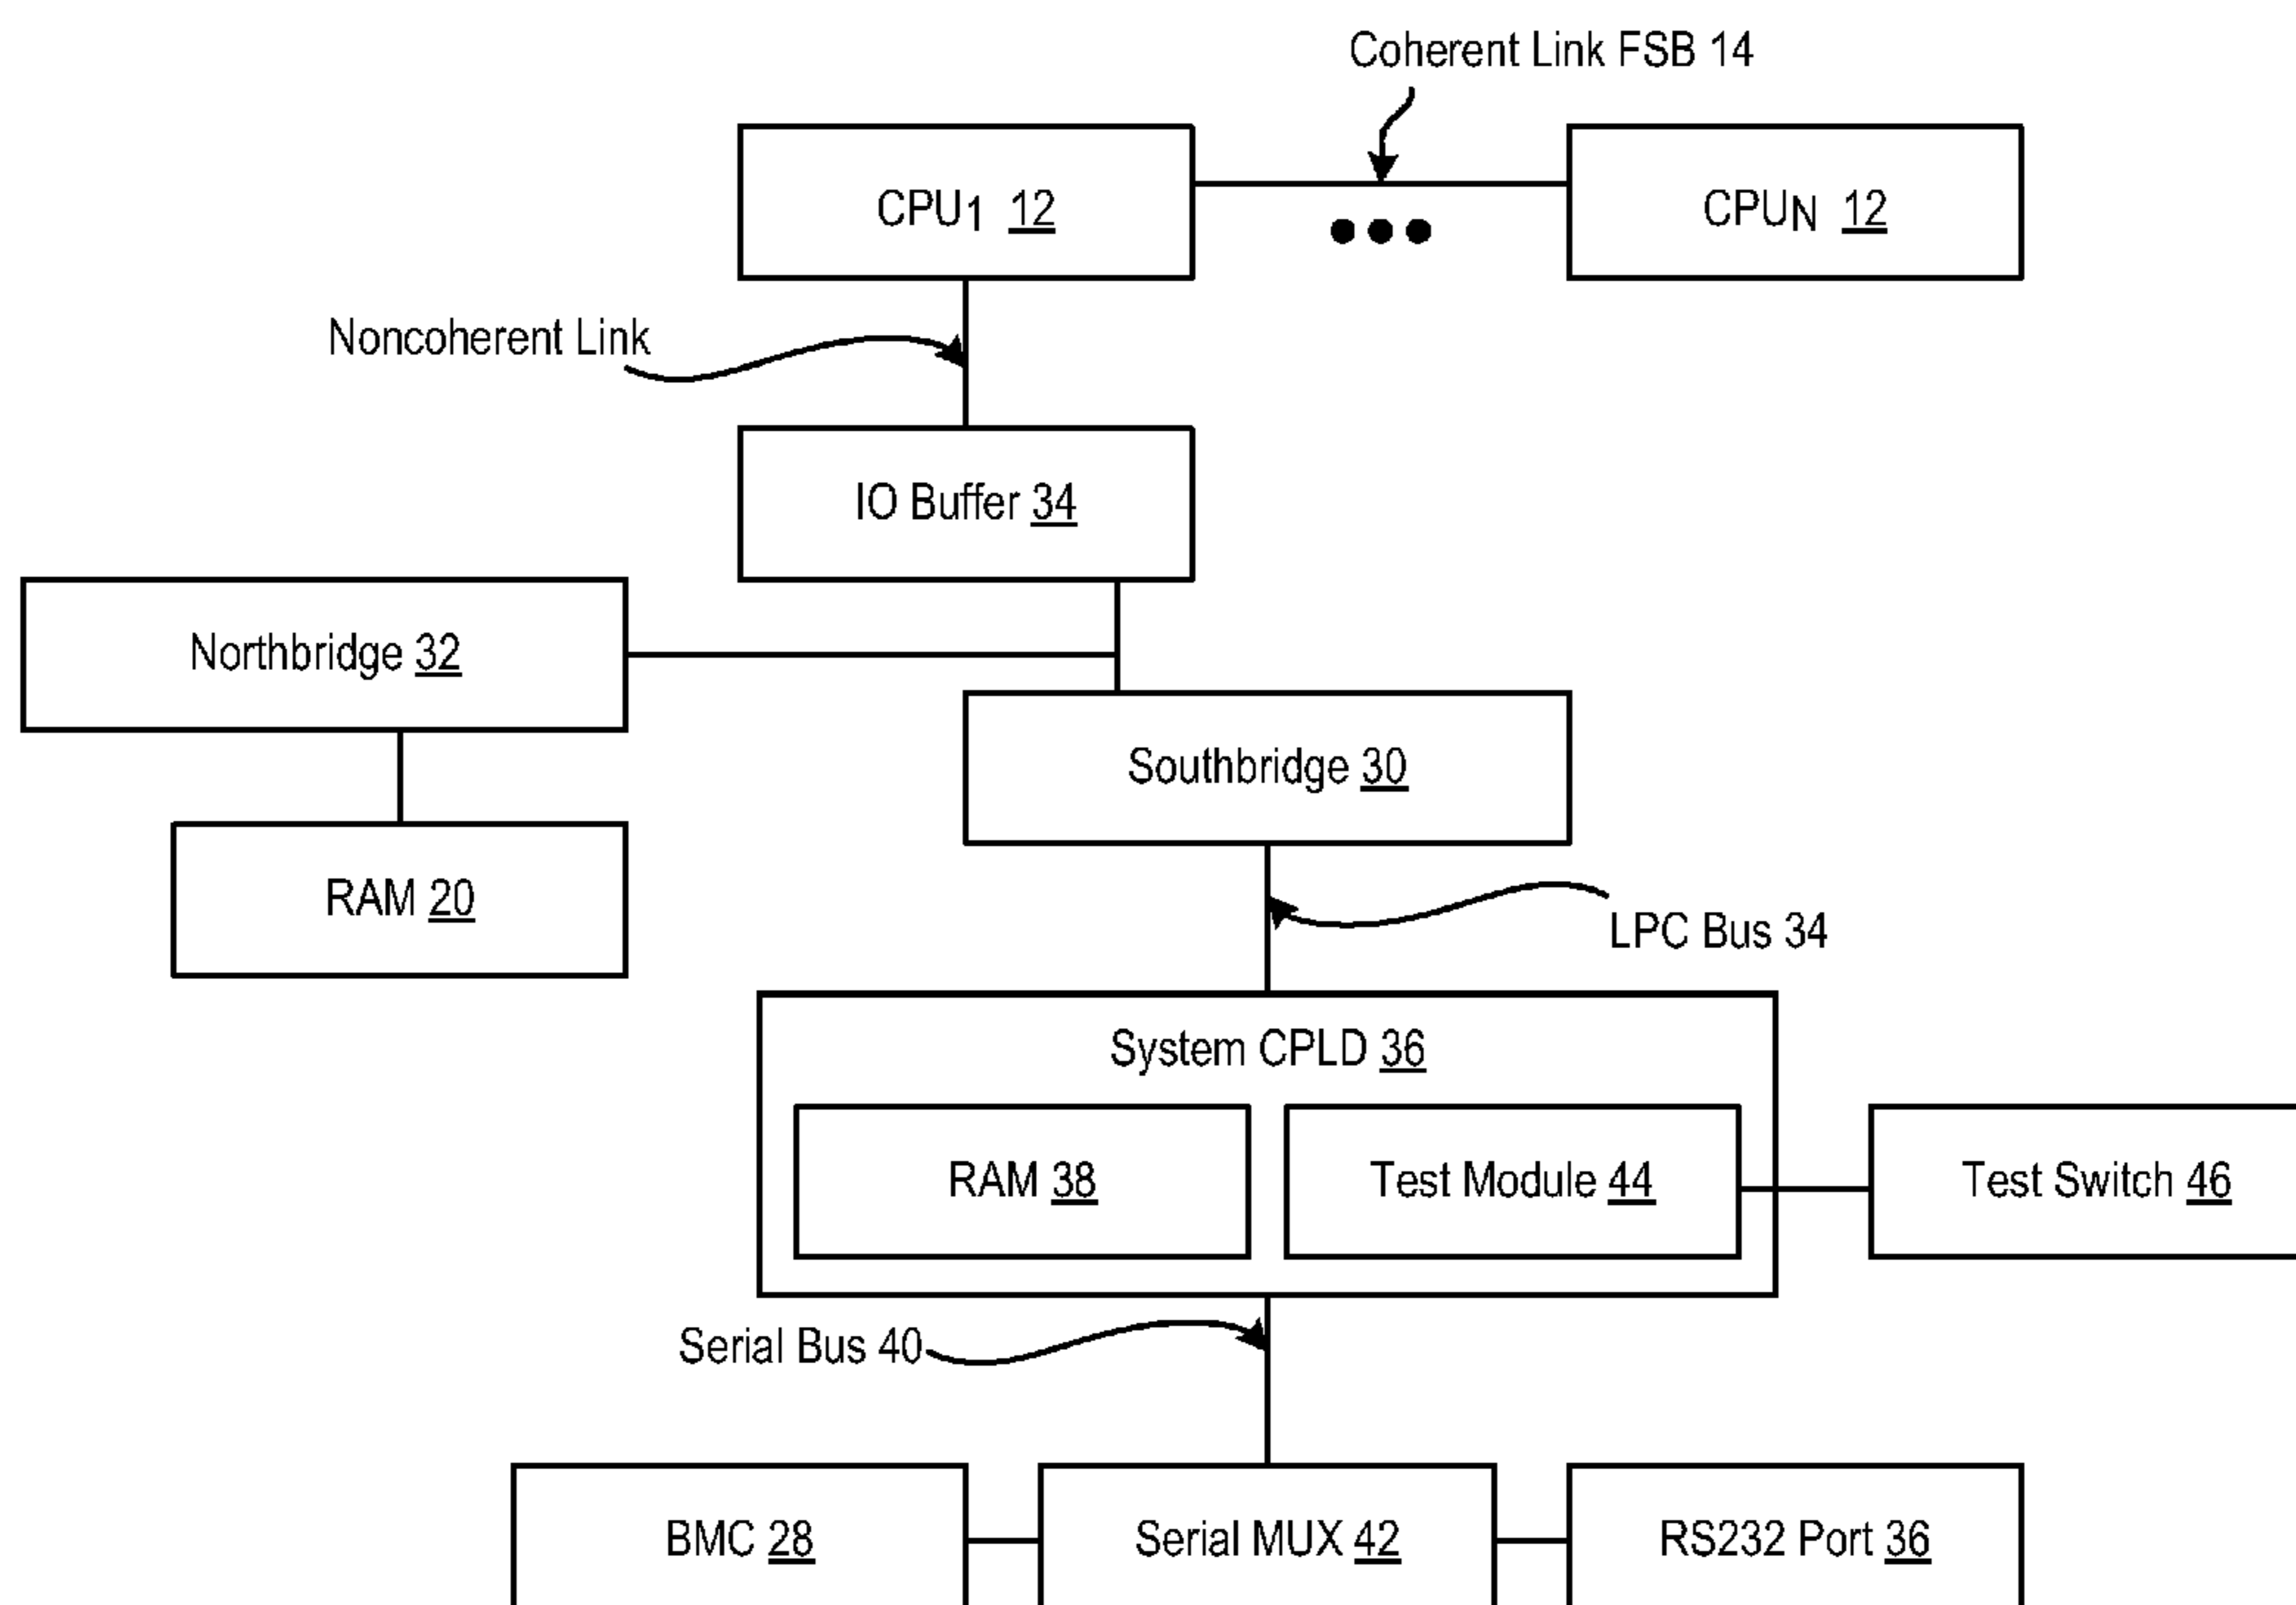 Coherent Link FSB 14
CPU1 12
CPUN 12
Noncoherent Link
IO Buffer 34
Northbridge 32
Southbridge 30
RAM 20
LPC Bus 34
System CPLD 36
RAM 38
Test Module 44
Test Switch 46
Serial Bus 40
BMC 28
Serial MUX 42
RS232 Port 36